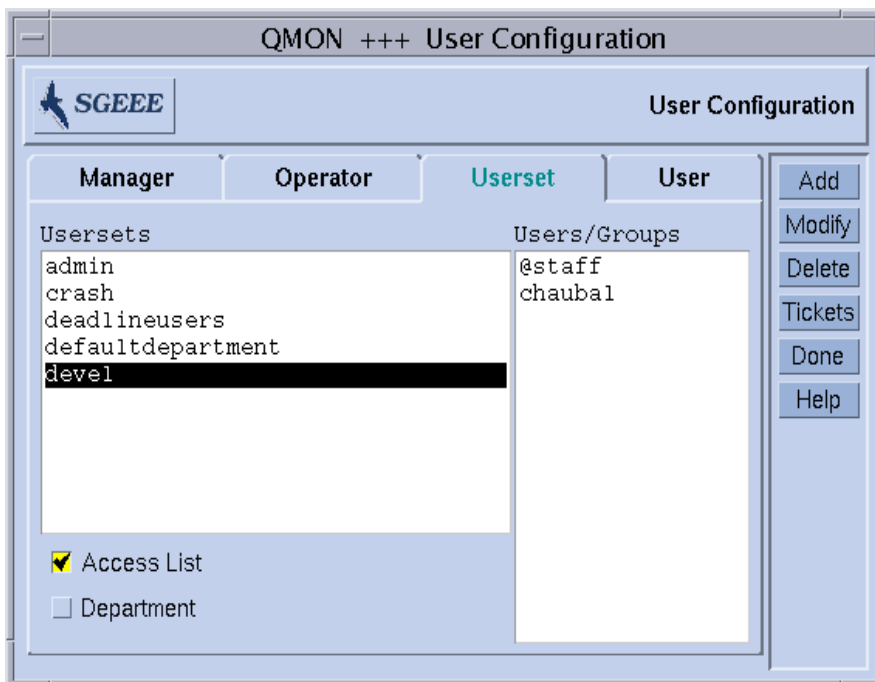 QMON +++ User Configuration
SGEEE
User Configuration
Manager
Operator
Userset
User
Usersets
admin
crash
deadlineusers
defaultdepartment
devel
Access List
Department
Users/Groups
@staff
chaubal
Add
Modify
Delete
Tickets
Done
Help